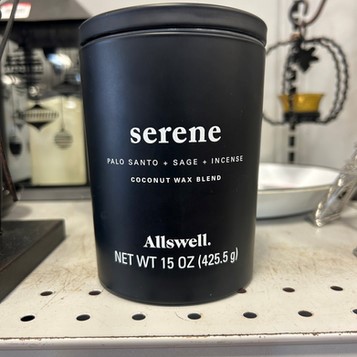 serene
PALO SANTO + SAGE + INCENSE
COCONUT WAX BLEND
Allswell.
NET WT 15 OZ (425.5 g)